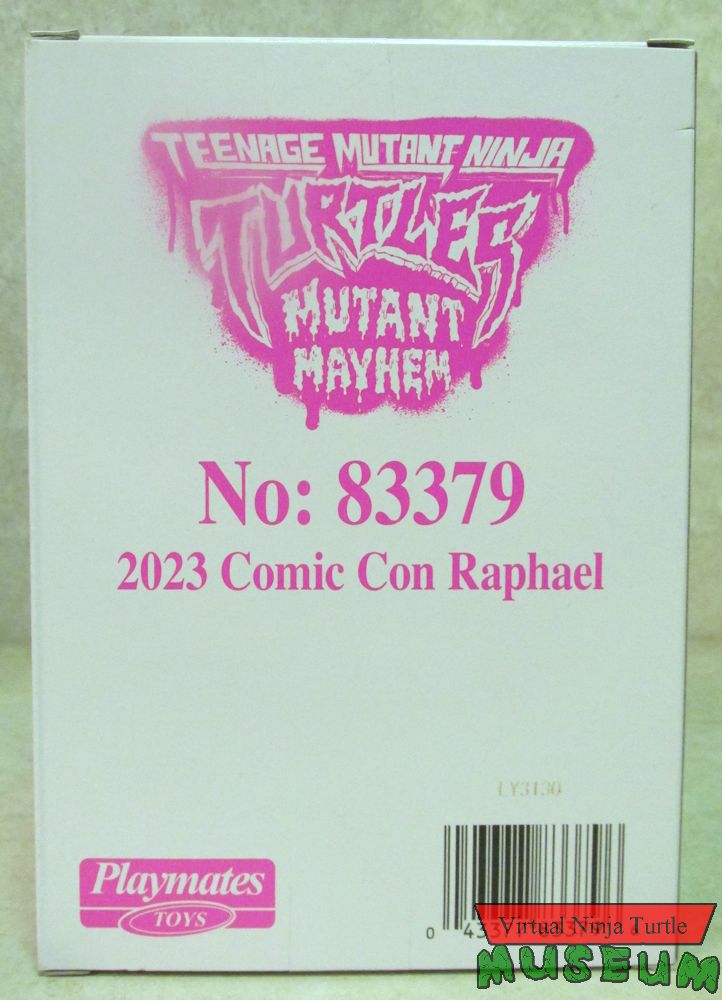 TEENAGE MUTANT NINJA
TURTLES
MUTANT
MAYHEM
No: 83379
2023 Comic Con Raphael
LY3130
Playmates
TOYS
0
Virtual Ninja Turtle
MUSEUM